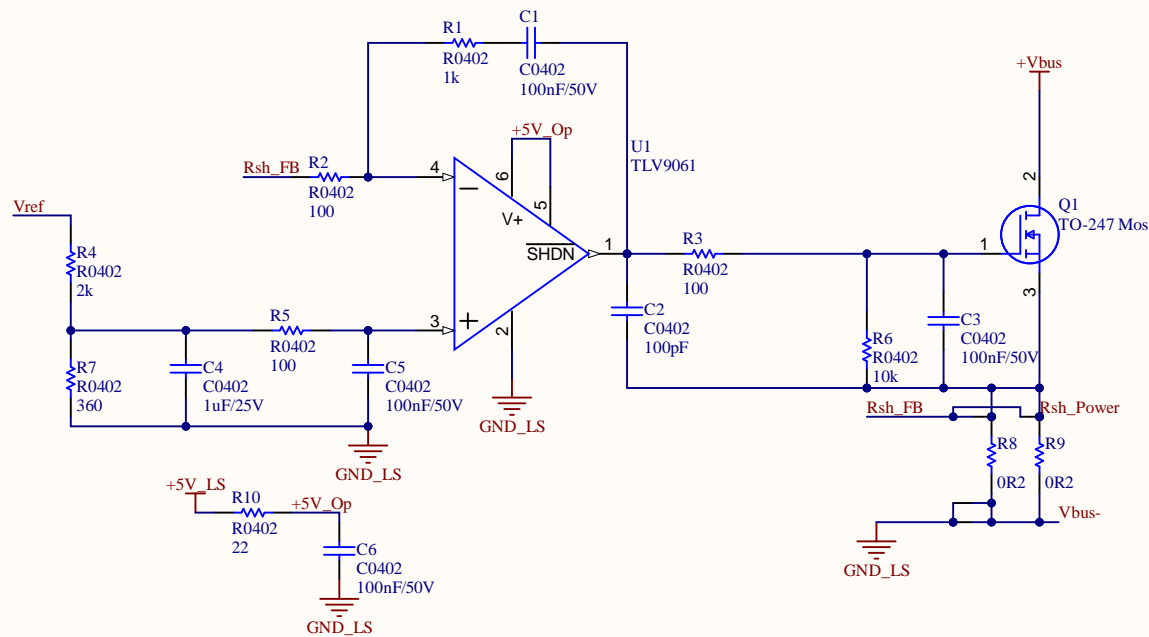 R1
R0402
1k
C1
C0402
100nF/50V
+Vbus
+5V_Op
U1
TLV9061
Rsh_FB
R2
R0402
100
4
6
5
V+
SHDN
1
3
2
Vref
R4
R0402
2k
R5
R0402
100
R7
R0402
360
C4
C0402
1uF/25V
C5
C0402
100nF/50V
GND_LS
GND_LS
R3
R0402
100
C2
C0402
100pF
R6
R0402
10k
C3
C0402
100nF/50V
2
Q1
TO-247 Mos
1
3
Rsh_FB
Rsh_Power
R8
0R2
R9
0R2
Vbus-
GND_LS
+5V_LS
R10
R0402
22
+5V_Op
C6
C0402
100nF/50V
GND_LS